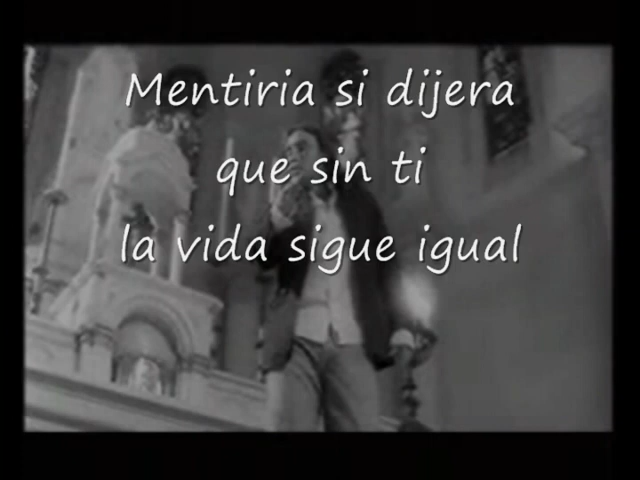 Mentiria si dijera
que sin ti
la vida sigue igual